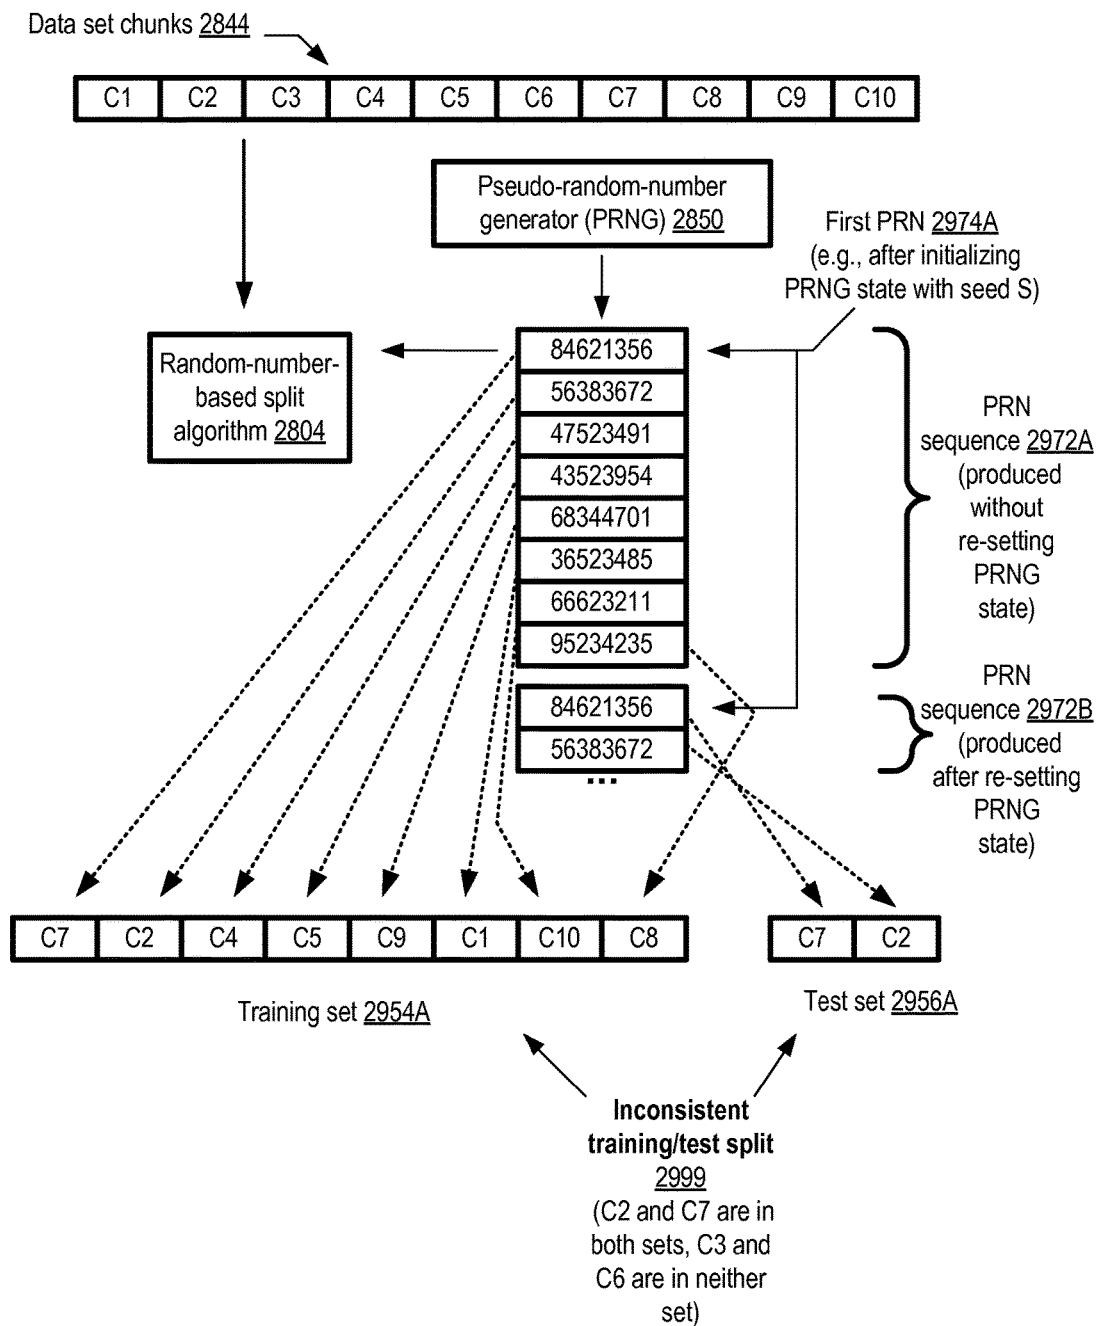 Data set chunks 2844
C1 C2 C3 C4 C5 C6 C7 C8 C9 C10
Pseudo-random-number
generator (PRNG) 2850
First PRN 2974A
(e.g., after initializing
PRNG state with seed S)
Random-number-
based split
algorithm 2804
84621356
56383672
47523491
43523954
68344701
36523485
66623211
95234235
PRN
sequence 2972A
(produced
without
re-setting
PRNG
state)
84621356
56383672
...
PRN
sequence 2972B
(produced
after re-setting
PRNG
state)
C7 C2 C4 C5 C9 C1 C10 C8
C7 C2
Training set 2954A
Test set 2956A
Inconsistent
training/test split
2999
(C2 and C7 are in
both sets, C3 and
C6 are in neither
set)